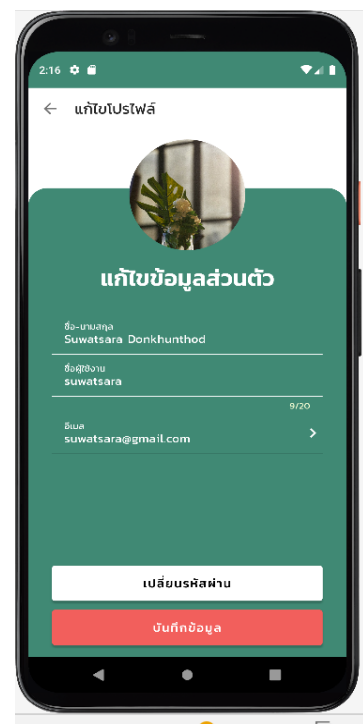 2:16
แก้ไขโปรไฟล์
แก้ไขข้อมูลส่วนตัว
ชื่อ-นามสกุล
Suwatsara Donkhunthod
ชื่อผู้ใช้งาน
suwatsara
9/20
อีเมล
suwatsara@gmail.com
เปลี่ยนรหัสผ่าน
บันทึกข้อมูล